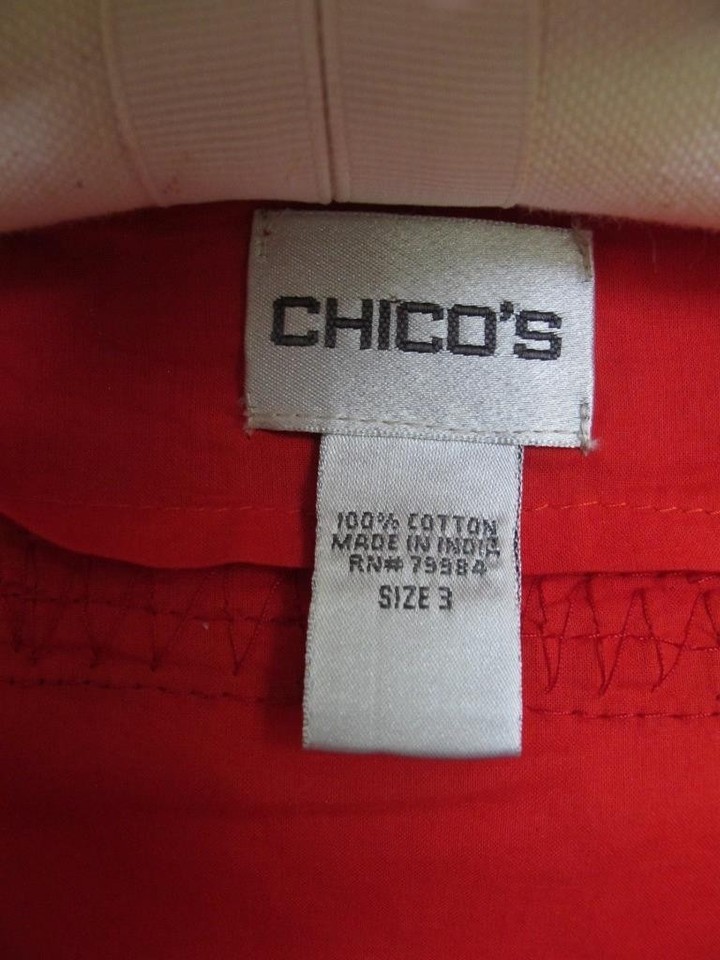 CHICO'S
100% COTTON
MADE IN INDIA
RN# 79984
SIZE 3